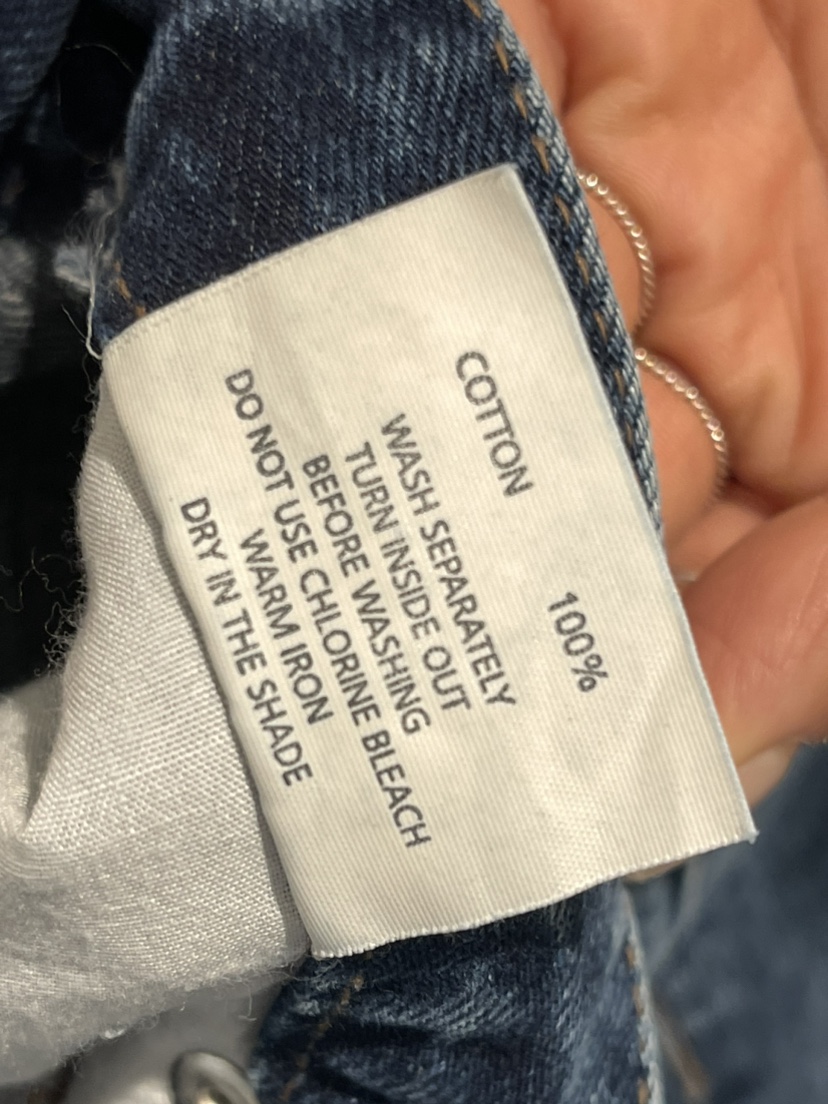 COTTON 100%
WASH SEPARATELY
TURN INSIDE OUT
BEFORE WASHING
DO NOT USE CHLORINE BLEACH
WARM IRON
DRY IN THE SHADE